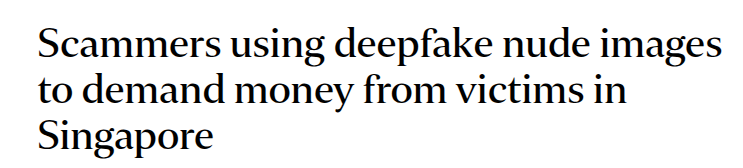 Scammers using deepfake nude images
to demand money from victims in
Singapore